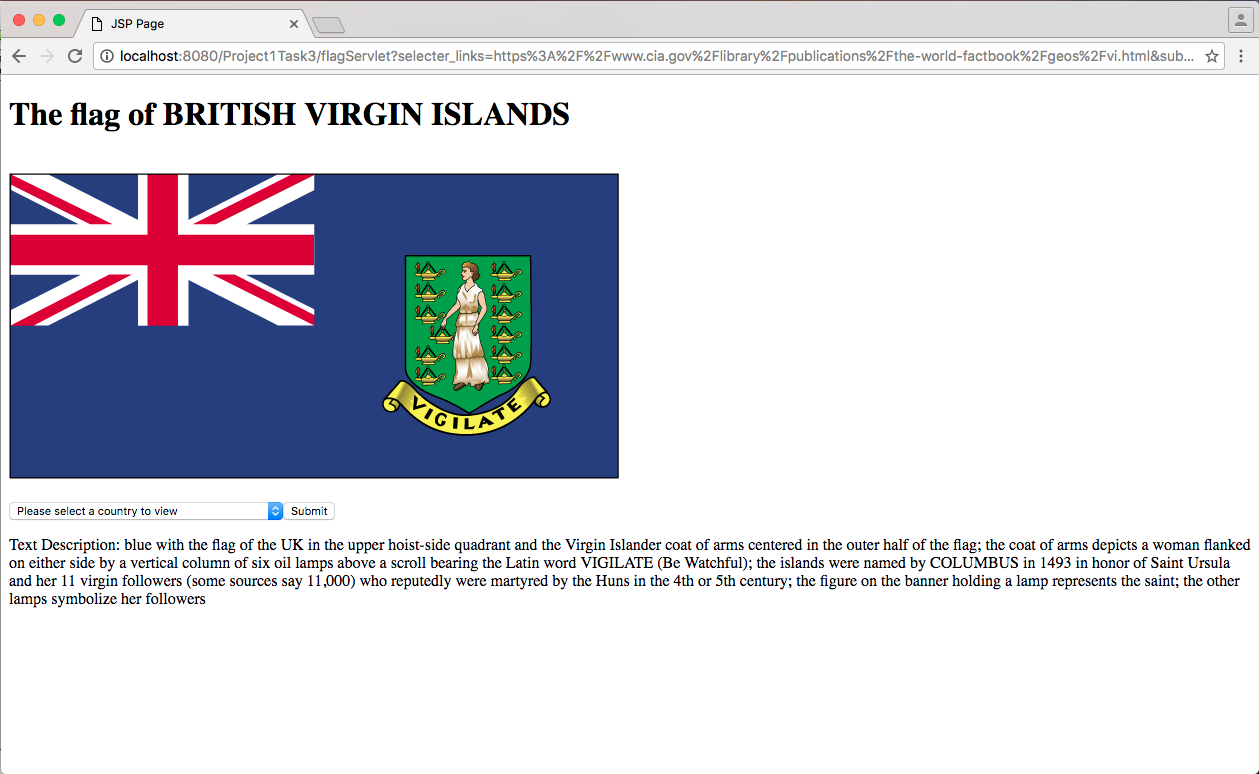 JSP Page
localhost:8080/Project1Task3/flagServlet?selecter_links=https%3A%2F%2Fwww.cia.gov%2Flibrary%2Fpublications%2Fthe-world-factbook%2Fgeos%2Fvi.html&sub...
The flag of BRITISH VIRGIN ISLANDS
VIGILATE
Please select a country to view
Submit
Text Description: blue with the flag of the UK in the upper hoist-side quadrant and the Virgin Islander coat of arms centered in the outer half of the flag; the coat of arms depicts a woman flanked
on either side by a vertical column of six oil lamps above a scroll bearing the Latin word VIGILATE (Be Watchful); the islands were named by COLUMBUS in 1493 in honor of Saint Ursula
and her 11 virgin followers (some sources say 11,000) who reputedly were martyred by the Huns in the 4th or 5th century; the figure on the banner holding a lamp represents the saint; the other
lamps symbolize her followers